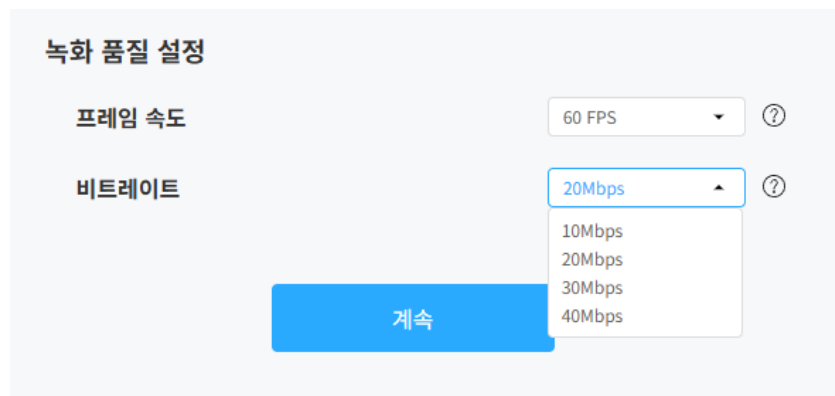 녹화 품질 설정
프레임 속도
60 FPS
비트레이트
20Mbps
10Mbps
20Mbps
30Mbps
40Mbps
계속